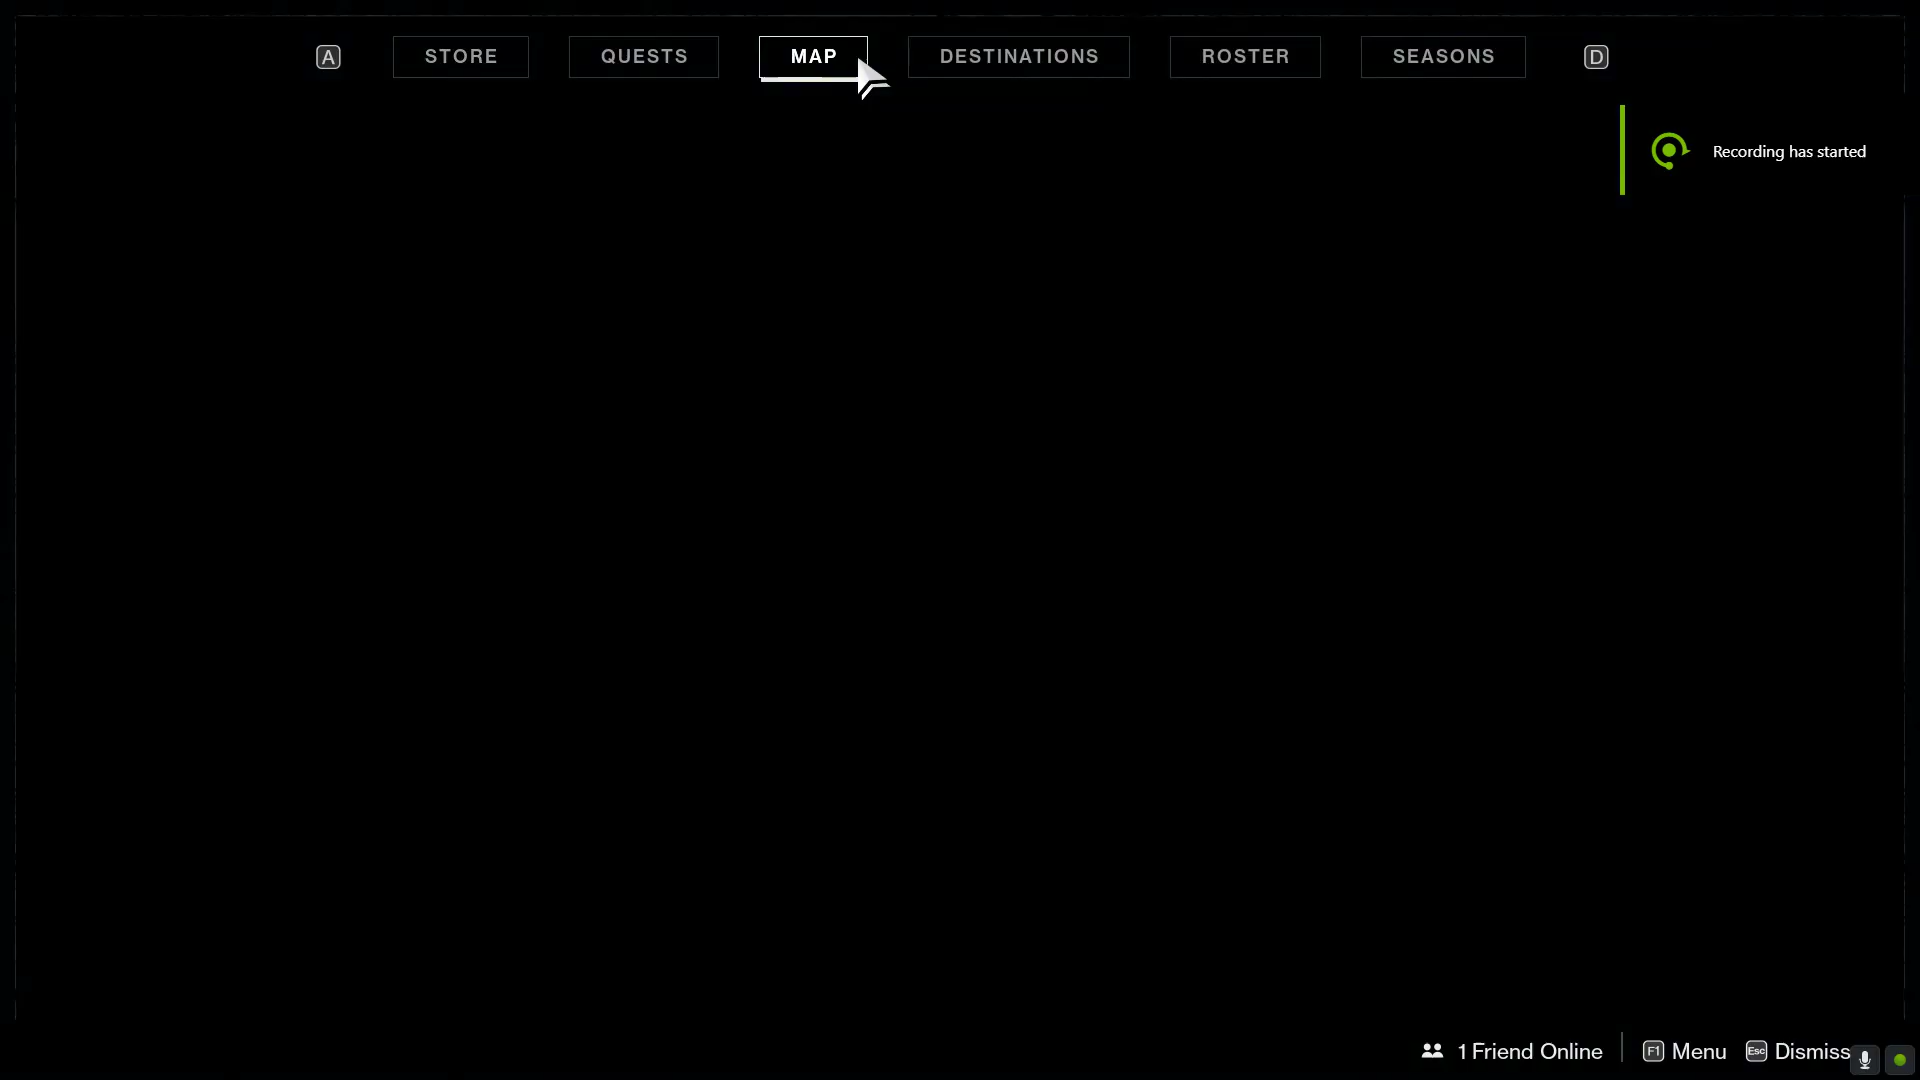 A STORE QUESTS MAP DESTINATIONS ROSTER SEASONS D
Recording has started
1 Friend Online F1 Menu Esc Dismiss